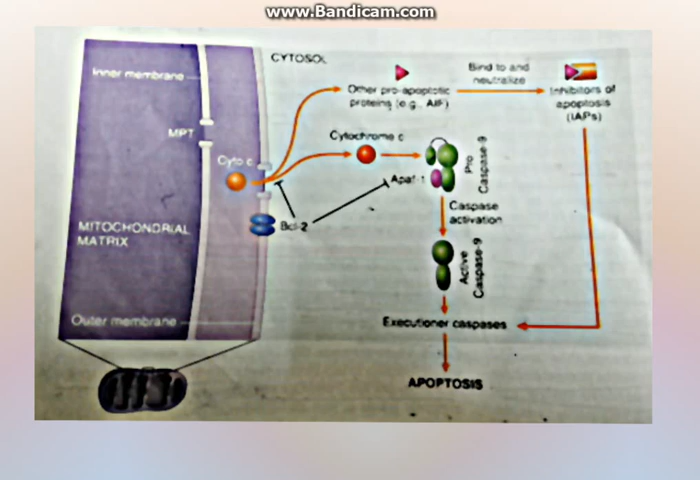 www.Bandicam.com
CYTOSOL
Inner membrane
MPT
Cyto c
MITOCHONDRIAL
MATRIX
Outer membrane
Other pro-apoptotic
proteins (e.g., AIF)
Bind to and
neutralize
Inhibitors of
apoptosis
(IAPs)
Cytochrome c
Pro
Caspase-9
Apaf-1
Bcl-2
Caspase
activation
Active
Caspase-9
Executioner caspases
APOPTOSIS